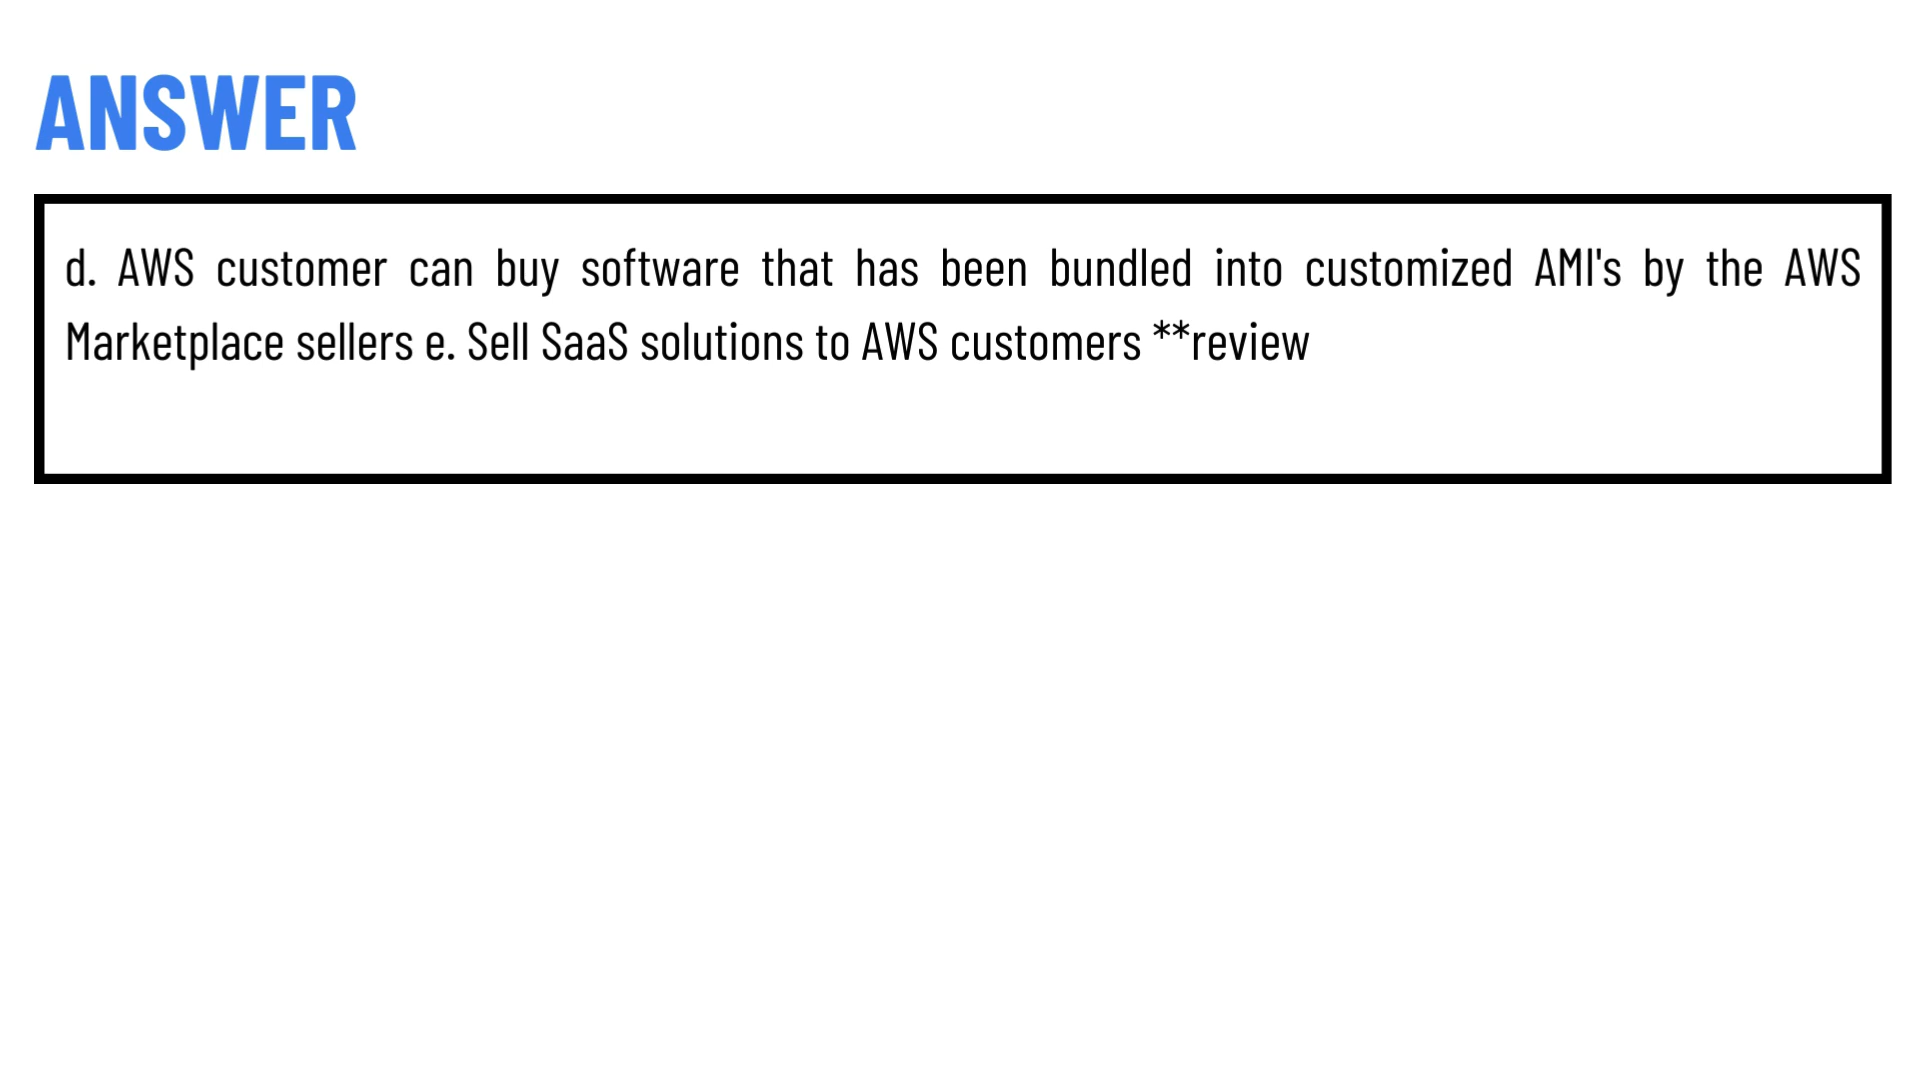 ANSWER
d. AWS customer can buy software that has been bundled into customized AMI's by the AWS
Marketplace sellers e. Sell SaaS solutions to AWS customers **review